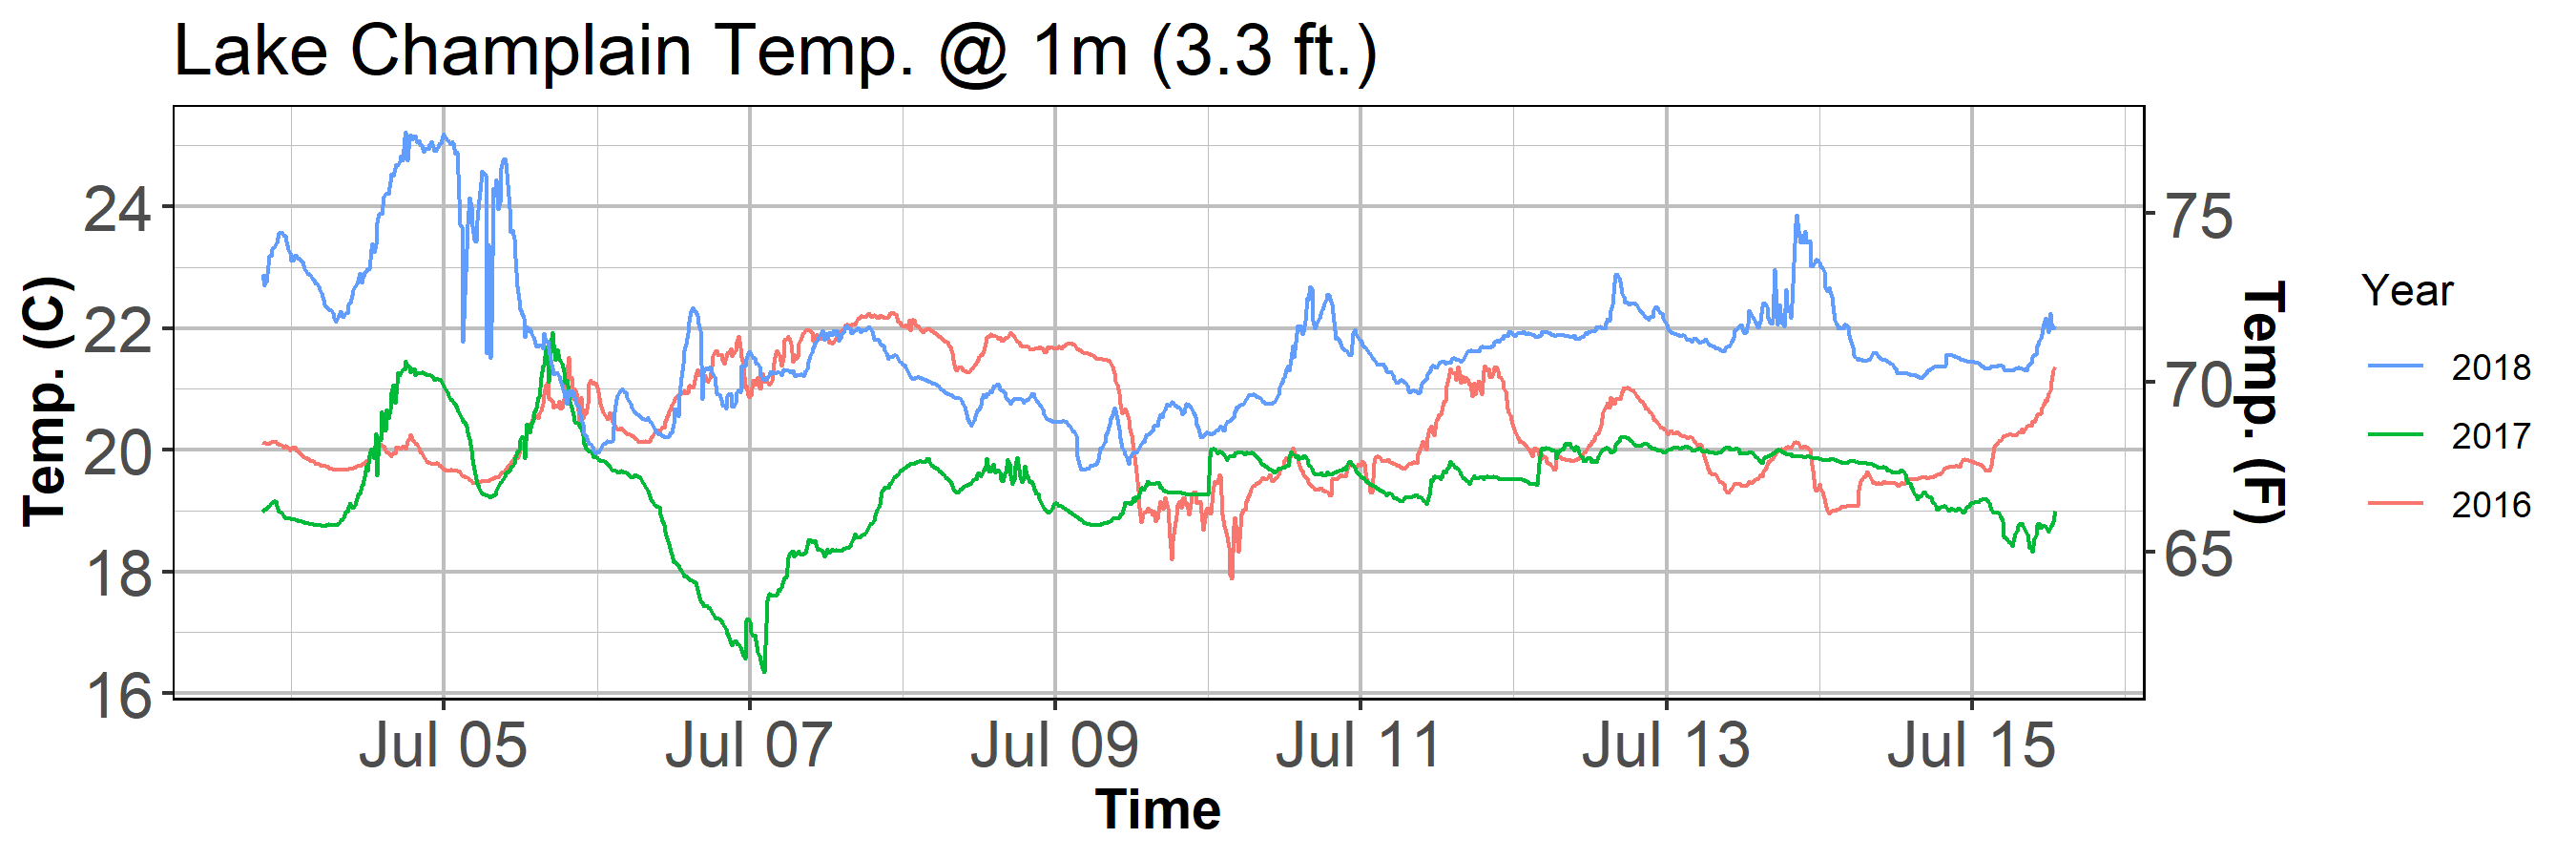 Lake Champlain Temp. @ 1m (3.3 ft.)
Temp. (C)
24
22
20
18
16
75
70
65
Temp. (F)
Jul 05
Jul 07
Jul 09
Jul 11
Jul 13
Jul 15
Time
Year
2018
2017
2016